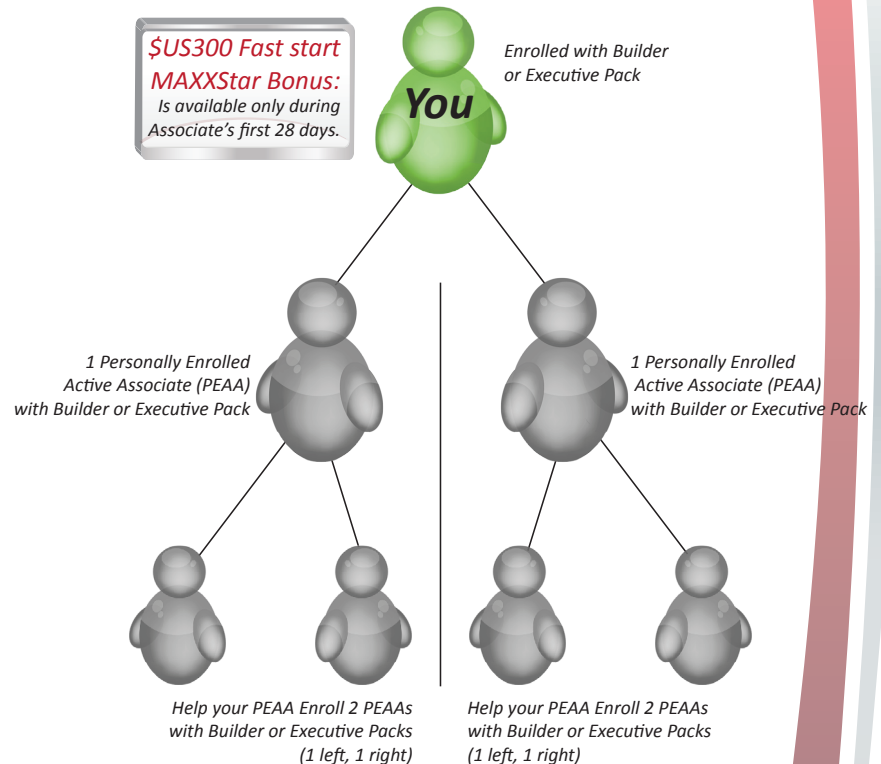 $US300 Fast start
MAXXStar Bonus:
Is available only during
Associate's first 28 days.
You
Enrolled with Builder
or Executive Pack
1 Personally Enrolled
Active Associate (PEAA)
with Builder or Executive Pack
1 Personally Enrolled
Active Associate (PEAA)
with Builder or Executive Pack
Help your PEAA Enroll 2 PEAAs
with Builder or Executive Packs
(1 left, 1 right)
Help your PEAA Enroll 2 PEAAs
with Builder or Executive Packs
(1 left, 1 right)